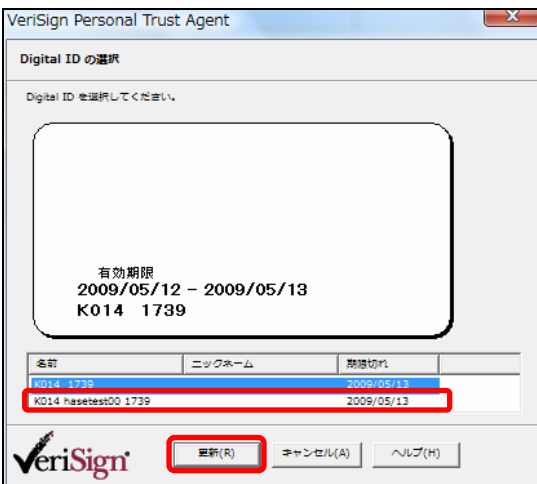 VeriSign Personal Trust Agent
Digital ID の選択
Digital ID を選択してください。
有効期限
2009/05/12 - 2009/05/13
K014 1739
名前 ニックネーム 期限切れ
K014 1739 2009/05/13
K014 hasetest00 1739 2009/05/13
VeriSign 更新(R) キャンセル(A) ヘルプ(H)